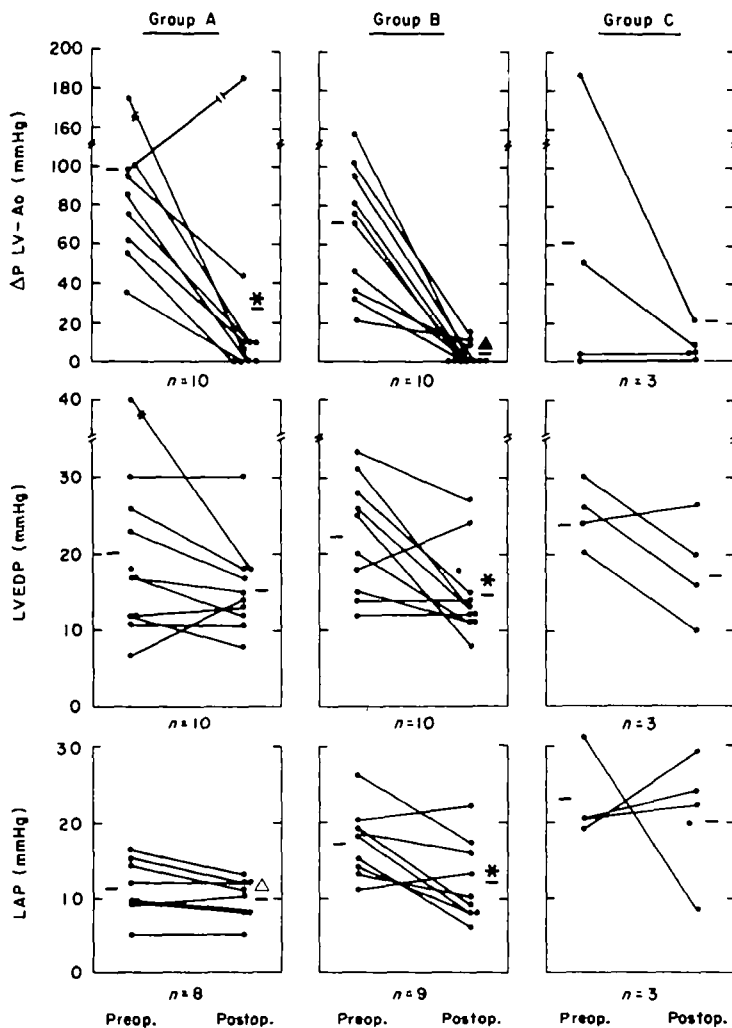 Group A
Group B
Group C
ΔP LV-Ao (mmHg)
200
180
160
100
80
60
40
20
0
n=10
n=10
n=3
LVEDP (mmHg)
40
30
20
10
0
n=10
n=10
n=3
LAP (mmHg)
30
20
10
0
n=8
n=9
n=3
Preop. Postop. Preop. Postop. Preop. Postop.